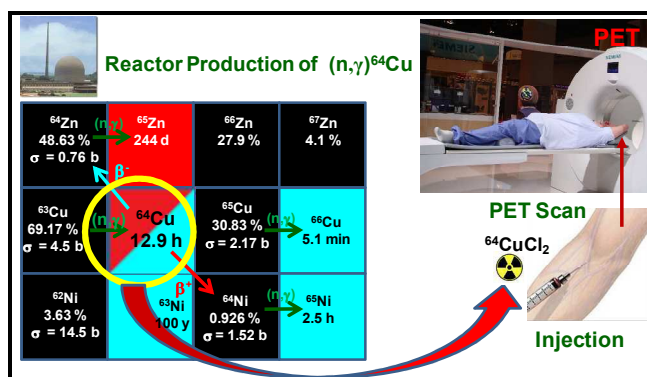 Reactor Production of (n,γ)⁶⁴Cu
PET
⁶⁴Zn
48.63 %
σ = 0.76 b
(n,γ)
⁶⁵Zn
244 d
⁶⁶Zn
27.9 %
⁶⁷Zn
4.1 %
β⁻
⁶³Cu
69.17 %
σ = 4.5 b
(n,γ)
⁶⁴Cu
12.9 h
⁶⁵Cu
30.83 %
σ = 2.17 b
(n,γ)
⁶⁶Cu
5.1 min
β⁺
⁶²Ni
3.63 %
σ = 14.5 b
⁶³Ni
100 y
⁶⁴Ni
0.926 %
σ = 1.52 b
(n,γ)
⁶⁵Ni
2.5 h
PET Scan
⁶⁴CuCl₂
Injection